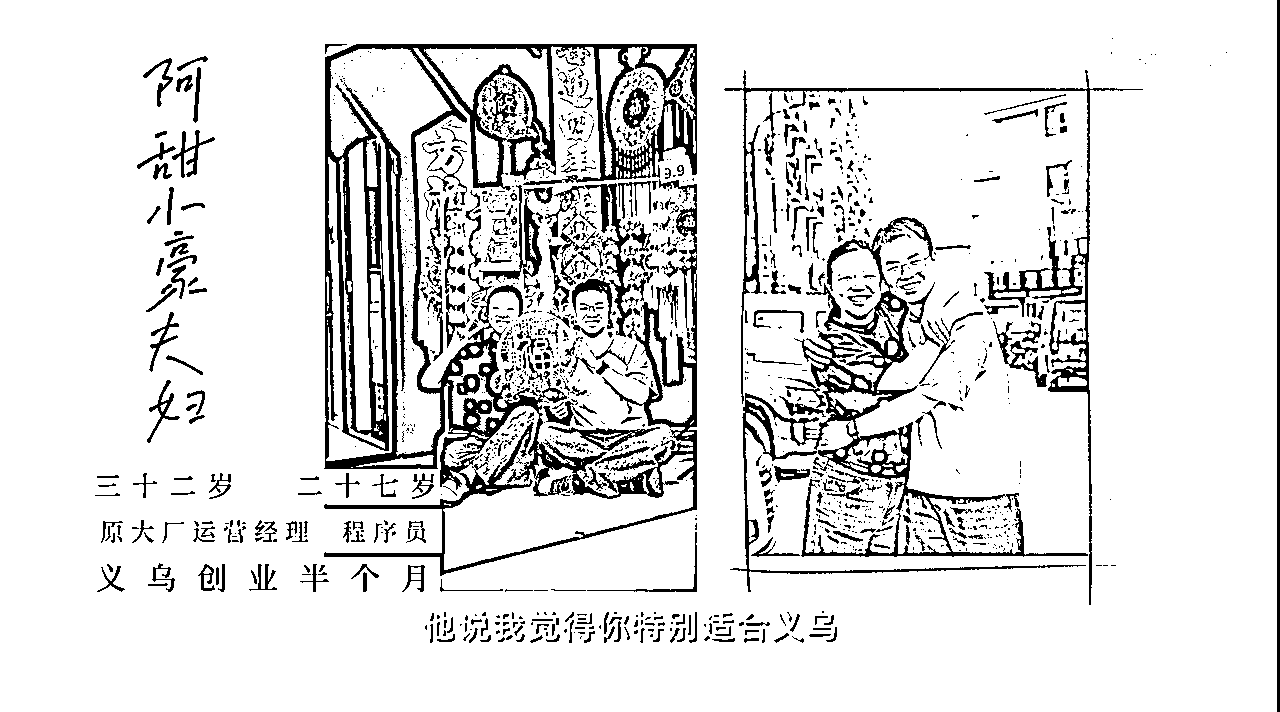 阿甜小豪夫妇
三十二岁 二十七岁
原大厂运营经理 程序员
义乌创业半个月
9.9
他说我觉得你特别适合义乌